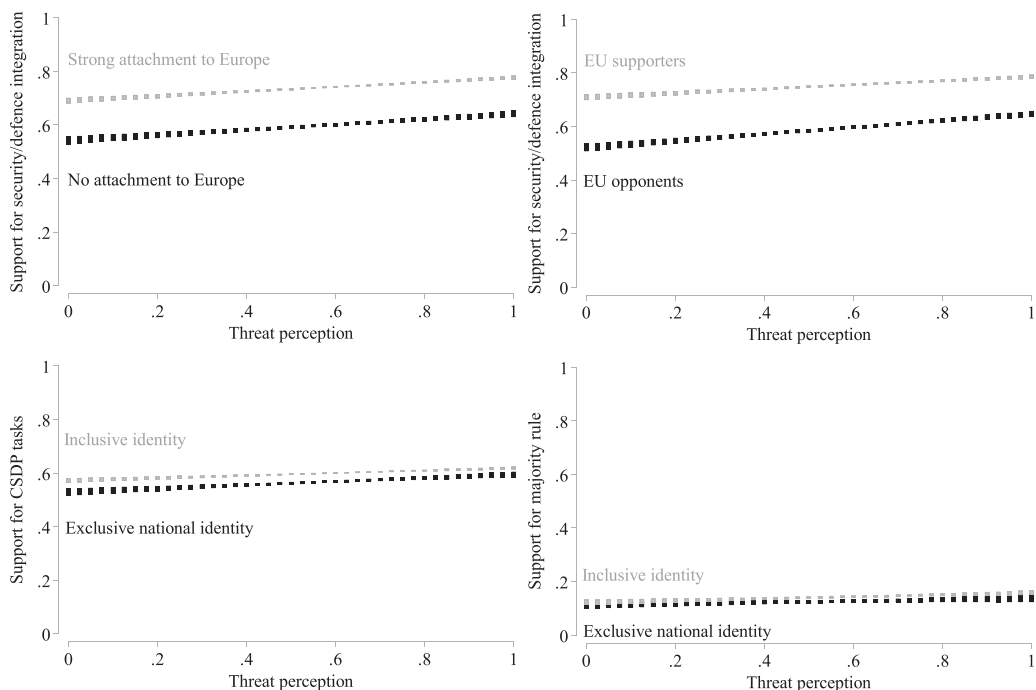 Support for security/defence integration
1
.8
.6
.4
.2
0
Strong attachment to Europe
No attachment to Europe
0 .2 .4 .6 .8 1
Threat perception
Support for security/defence integration
1
.8
.6
.4
.2
0
EU supporters
EU opponents
0 .2 .4 .6 .8 1
Threat perception
Support for CSDP tasks
1
.8
.6
.4
.2
0
Inclusive identity
Exclusive national identity
0 .2 .4 .6 .8 1
Threat perception
Support for majority rule
1
.8
.6
.4
.2
0
Inclusive identity
Exclusive national identity
0 .2 .4 .6 .8 1
Threat perception